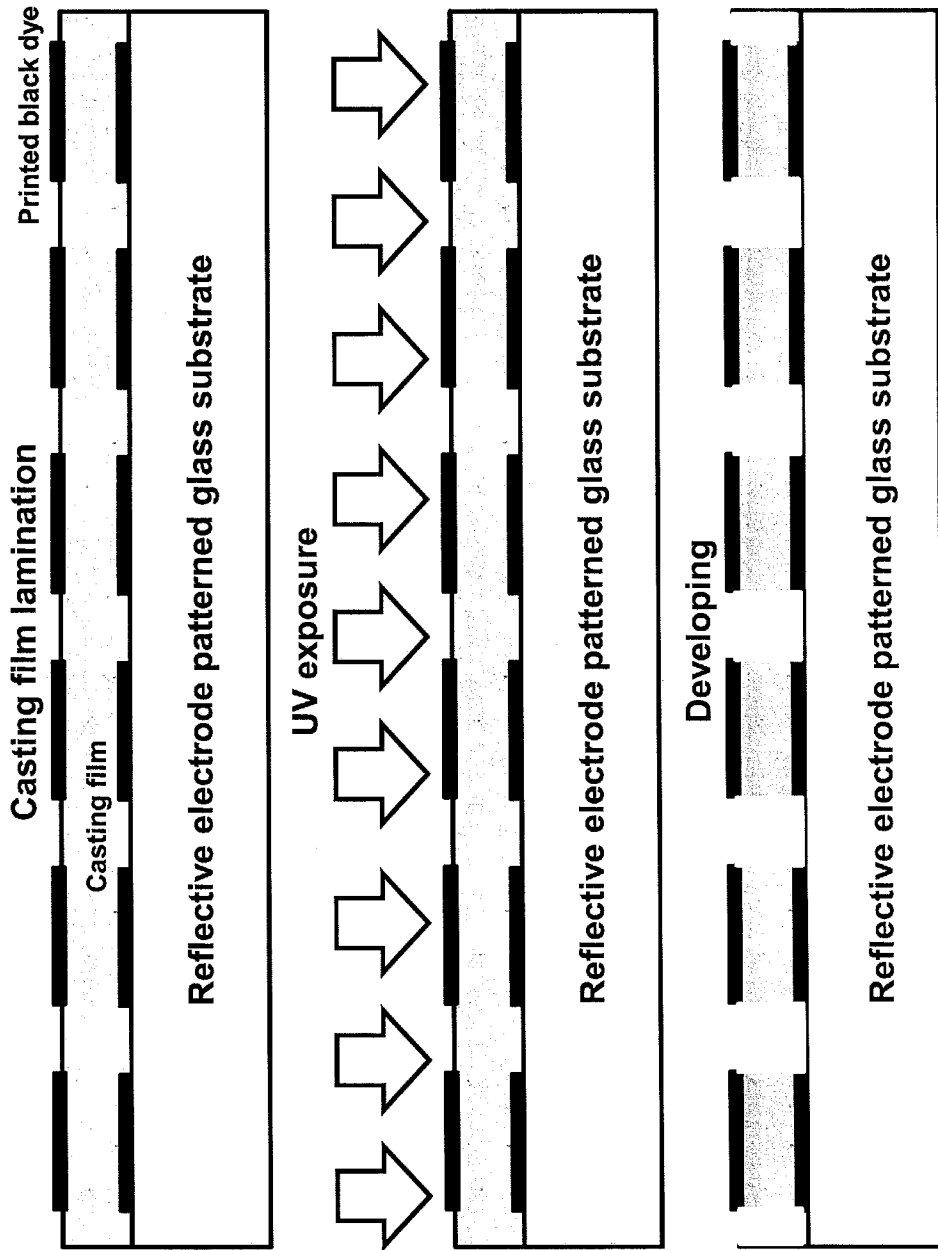 Casting film lamination
Printed black dye
Casting film
Reflective electrode patterned glass substrate
UV exposure
Reflective electrode patterned glass substrate
Developing
Reflective electrode patterned glass substrate